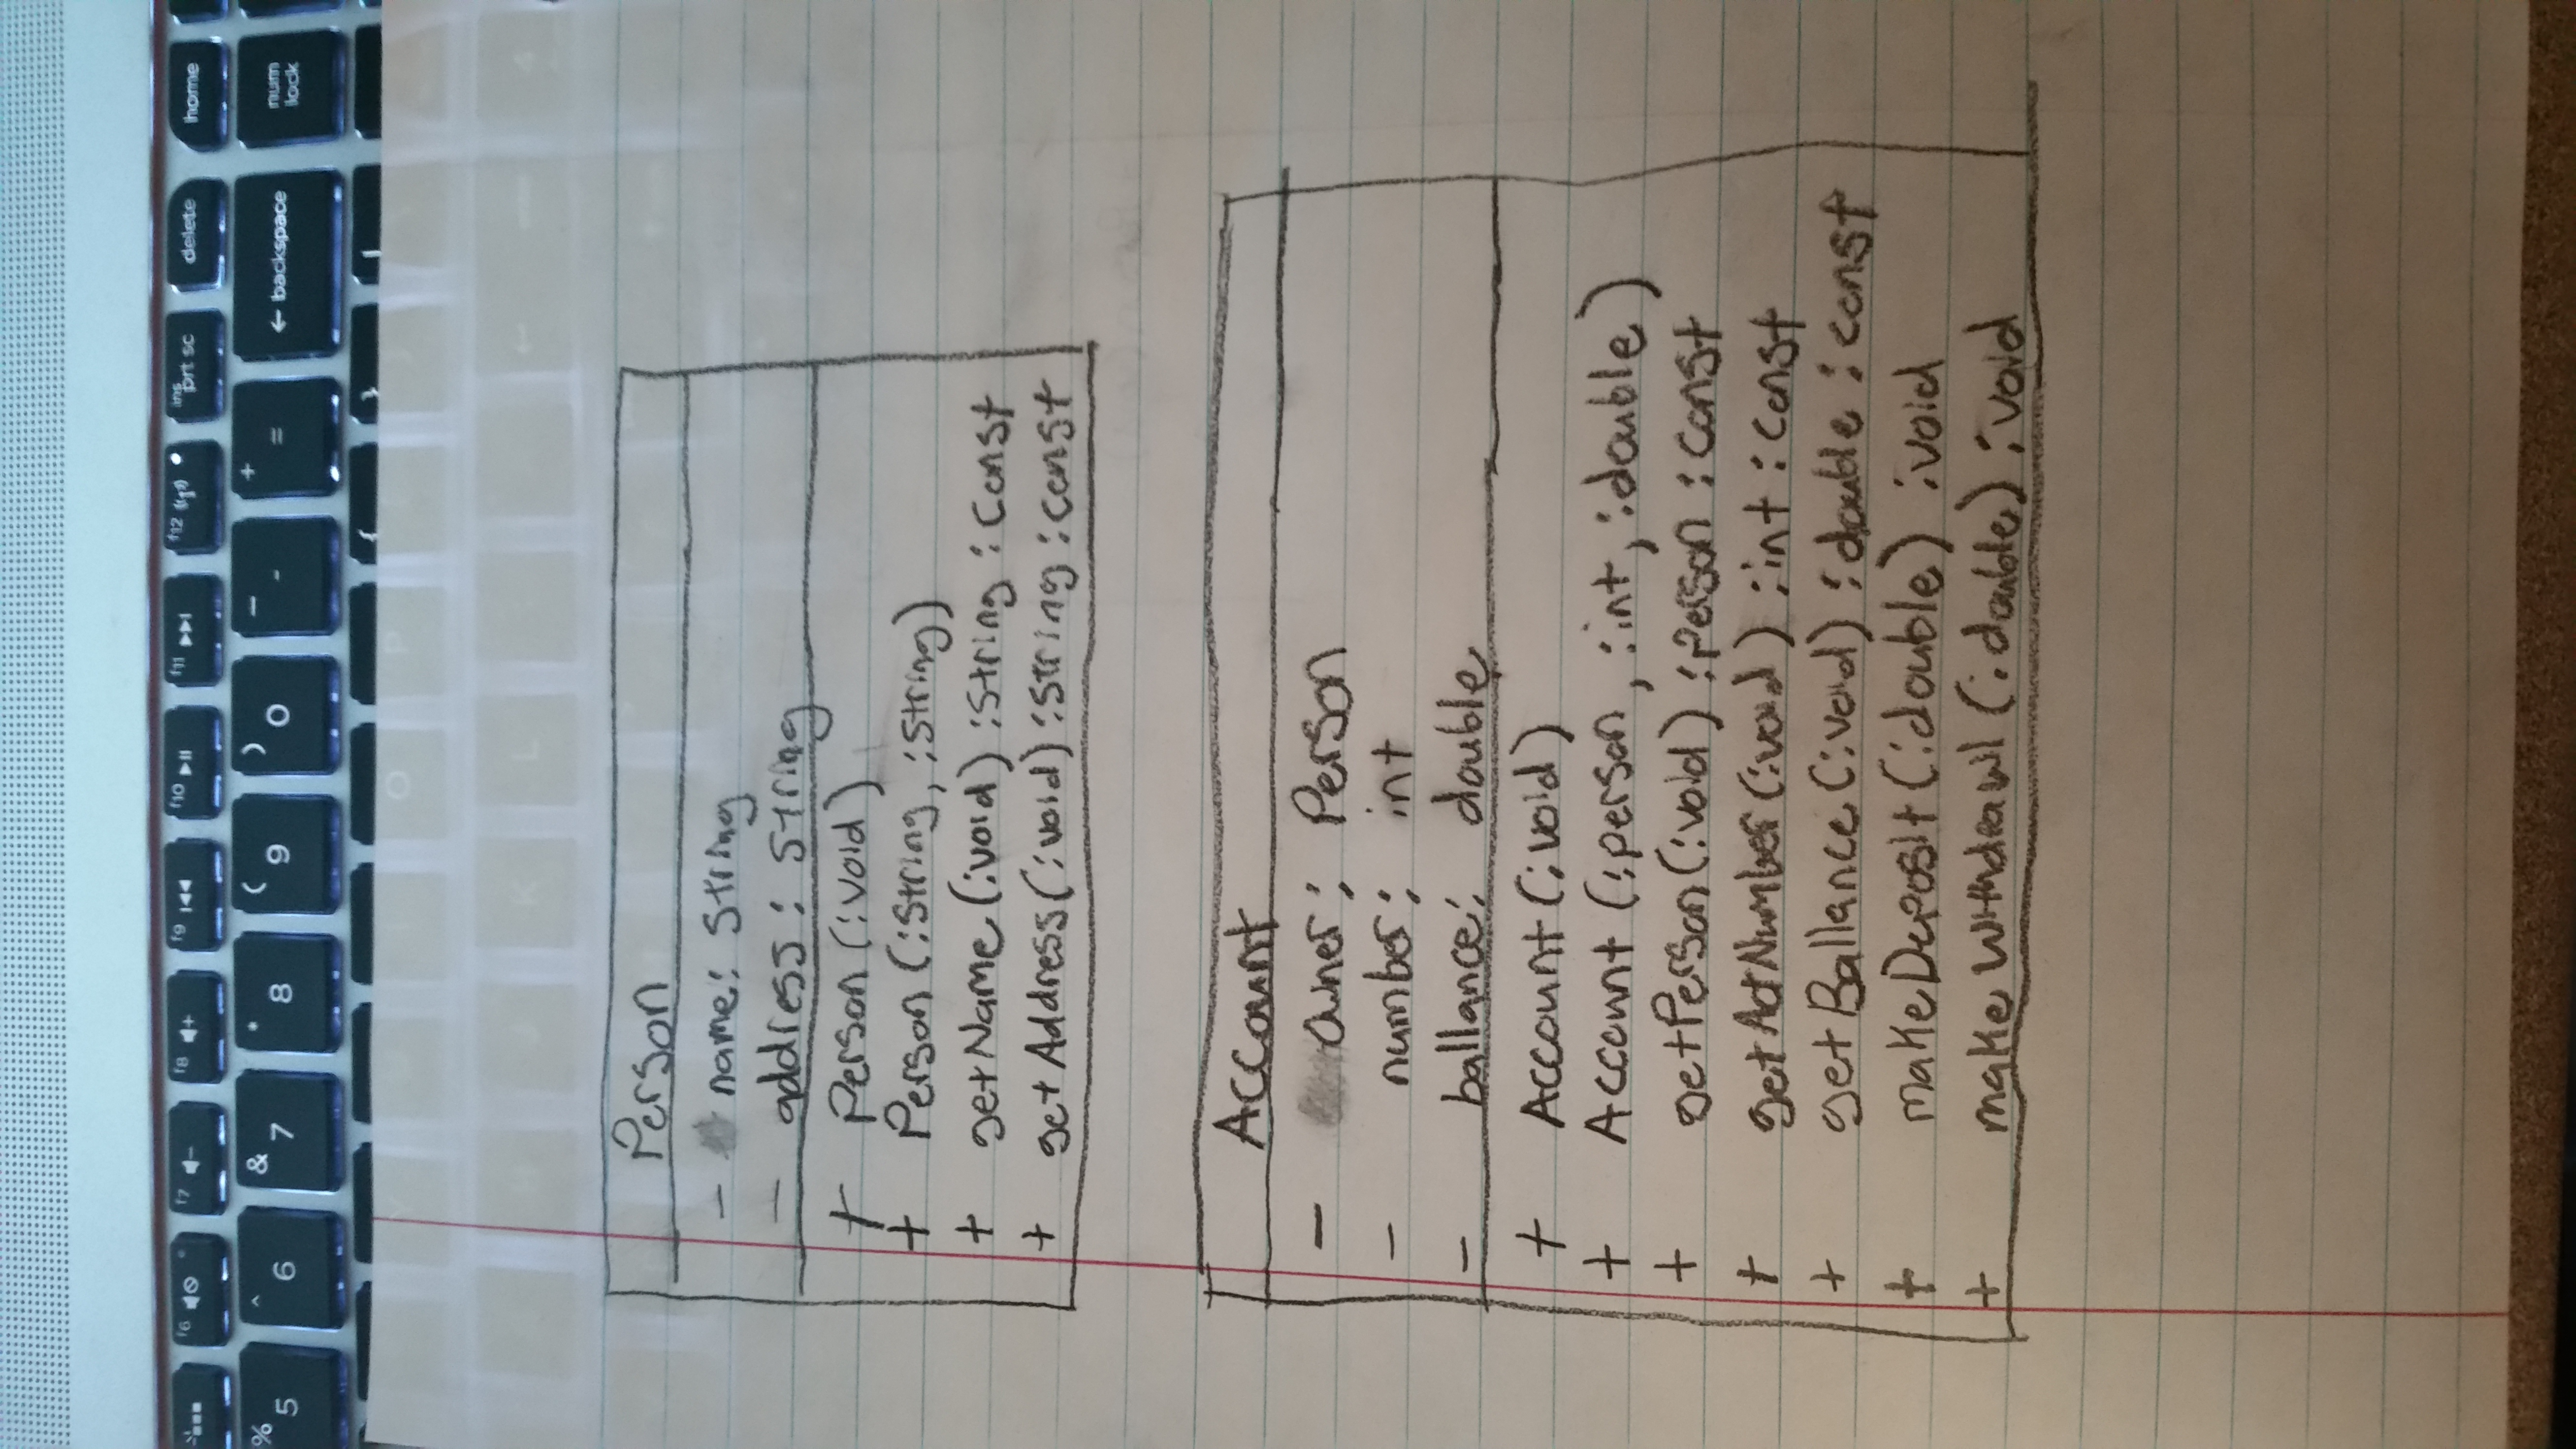 f6 f7 f8 f9 f10 f11 f12 ins prt sc delete home
% 5 ^ 6 & 7 * 8 ( 9 ) 0 — - + = ← backspace num lock
{ }
O P
H J K L 4
Person
- name: String
- address: String
+ Person(:void)
+ Person(:String, :String)
+ getName(:void) :String : Const
+ getAddress(:void) :String : const
Account
- owner: Person
- number: int
- ballance: double
+ Account(:void)
+ Account (:person, :int, :double)
+ getPerson(:void) :person : const
+ getActNumber(:void) :int : const
+ getBallance(:void) :double : const
+ makeDeposit(:double) :void
+ make Withdrawl (:double) :void